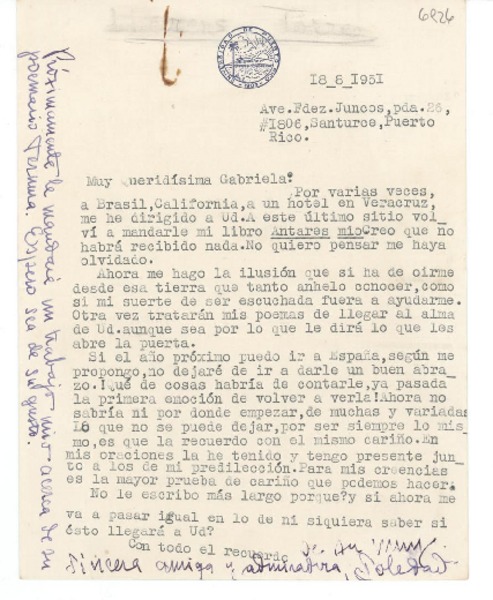 6926
18_8_1951
Ave.Fdez.Juncos,pda.26,
#1806,Santurce,Puerto
Rico.
Muy queridísima Gabriela:
Por varias veces,
a Brasil,California,a un hotel en Veracruz,
me he dirigido a Ud.A este último sitio vol_
ví a mandarle mi libro Antares mioCreo que no
habrá recibido nada.No quiero pensar me haya
olvidado.
Ahora me hago la ilusión que si ha de oirme
desde esa tierra que tanto anhelo conocer,como
si mi suerte de ser escuchada fuera a ayudarme.
Otra vez tratarán mis poemas de llegar al alma
de Ud.aunque sea por lo que le dirá lo que les
abre la puerta.
Si el año próximo puedo ir a España,según me
propongo,no dejaré de ir a darle un buen abra_
zo.!Qué de cosas habría de contarle,ya pasada
la primera emoción de volver a verla!Ahora no
sabría ni por donde empezar,de muchas y variadas
Lo que no se puede dejar,por ser siempre lo mis_
mo,es que la recuerdo con el mismo cariño.En
mis oraciones la he tenido y tengo presente jun_
to a los de mi predilección.Para mis creencias
es la mayor prueba de cariño que podemos hacer.
No le escribo más largo porque?y si ahora me
va a pasar igual en lo de ni siquiera saber si
ésto llegará a Ud?
Con todo el recuerdo de su muy
sincera amiga y admiradora, Soledad
Próximamente le mandaré un trabajo mío acerca de su
poemario Ternura. Espero sea de su gusto.